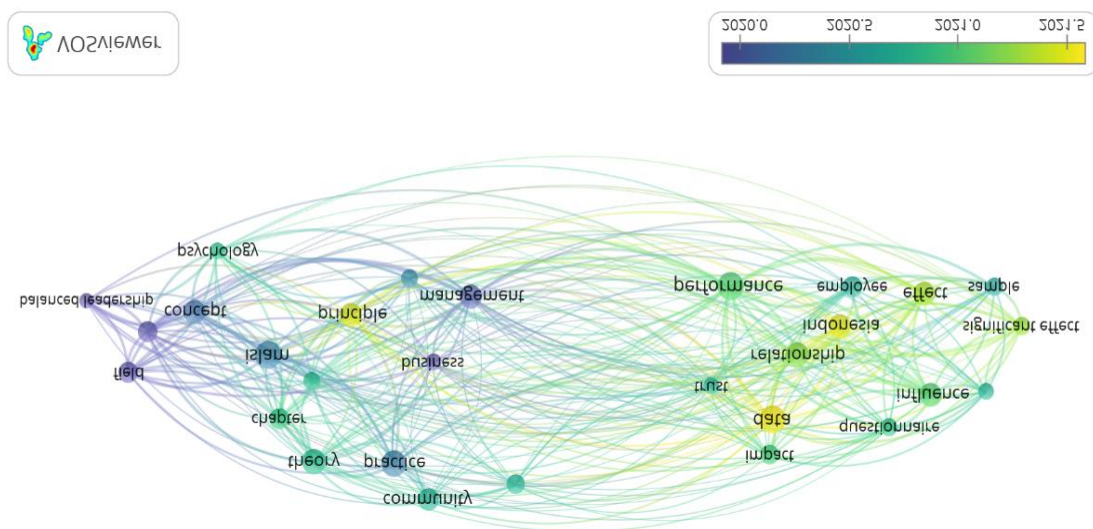 VOSviewer
2020.0 2020.5 2021.0 2021.5
psychology
balanced leadership
concept
principle
management
performance
employee
effect
sample
field
islam
business
relationship
indonesia
significant effect
trust
influence
chapter
data
questionnaire
theory
practice
impact
community